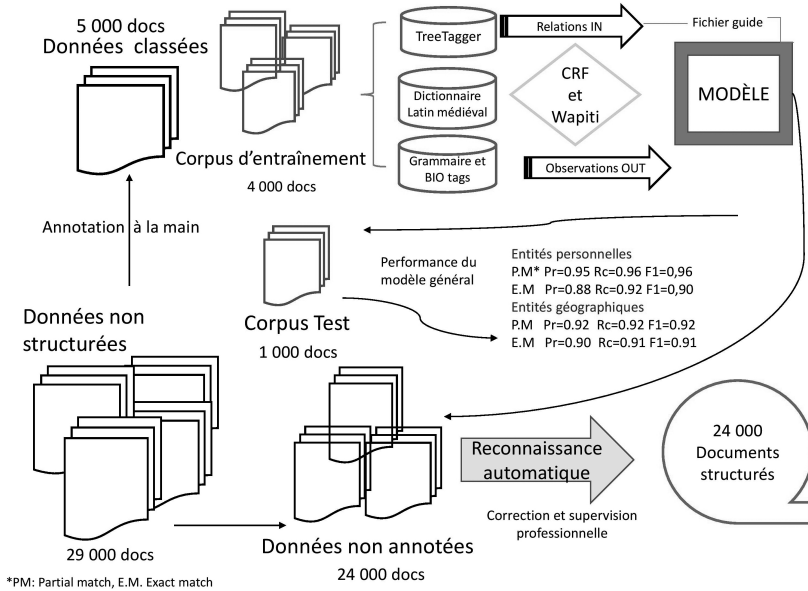 5 000 docs
Données classées
TreeTagger
Relations IN
Fichier guide
Dictionnaire
Latin médiéval
CRF
et
Wapiti
MODÈLE
Corpus d'entraînement
4 000 docs
Grammaire et
BIO tags
Observations OUT
Annotation à la main
Performance du
modèle général
Entités personnelles
P.M* Pr=0.95 Rc=0.96 F1=0,96
E.M Pr=0.88 Rc=0.92 F1=0,90
Entités géographiques
P.M Pr=0.92 Rc=0.92 F1=0.92
E.M Pr=0.90 Rc=0.91 F1=0.91
Données non
structurées
Corpus Test
1 000 docs
Reconnaissance
automatique
24 000
Documents
structurés
Correction et supervision
professionnelle
29 000 docs
Données non annotées
24 000 docs
*PM: Partial match, E.M. Exact match